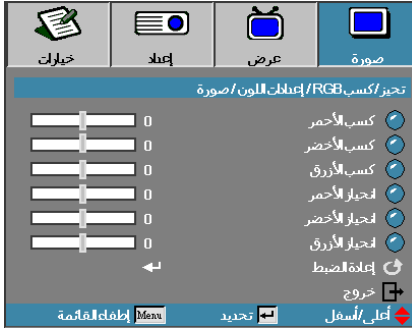 صورة عرض إعداد خيارات
صورة/إعدادات اللون/RGB تحيز/كسب
كسب الأحمر 0
كسب الأخضر 0
كسب الأزرق 0
انحياز الأحمر 0
انحياز الأخضر 0
انحياز الأزرق 0
إعادة الضبط
خروج
أعلى/أسفل تحديد Menu إطفاء القائمة